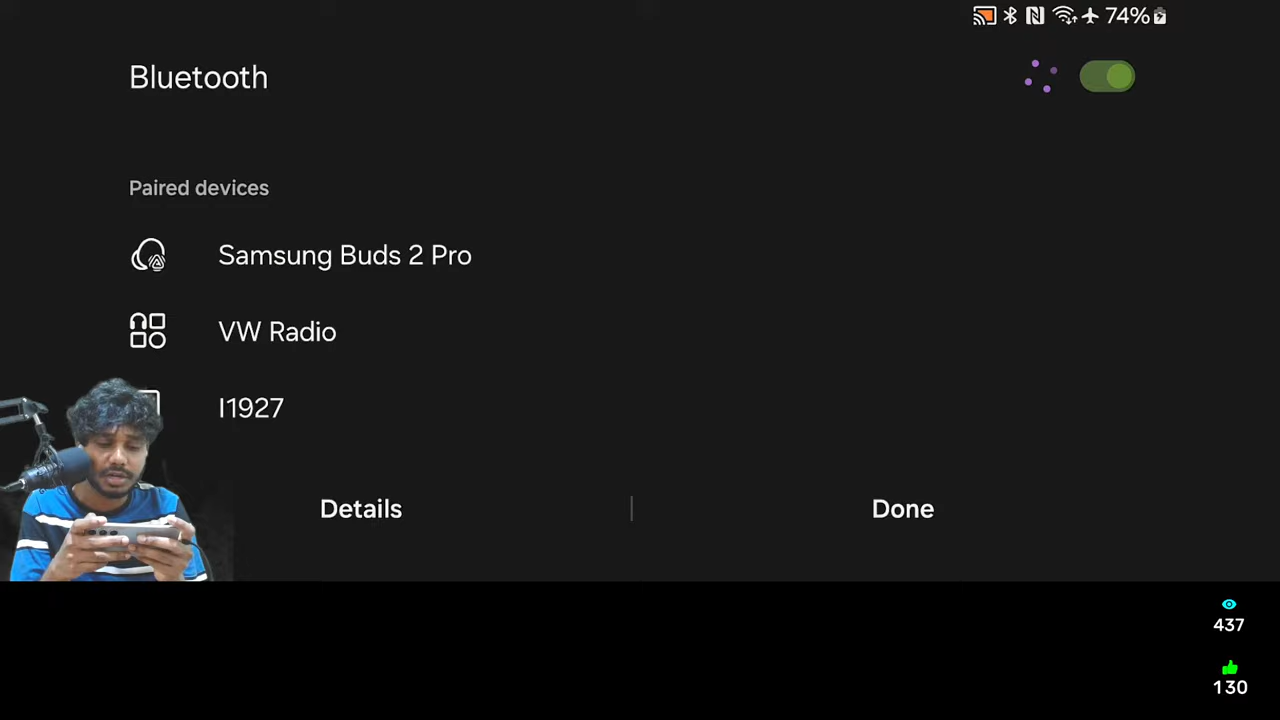 74%
Bluetooth
Paired devices
Samsung Buds 2 Pro
VW Radio
I1927
Details
Done
437
130